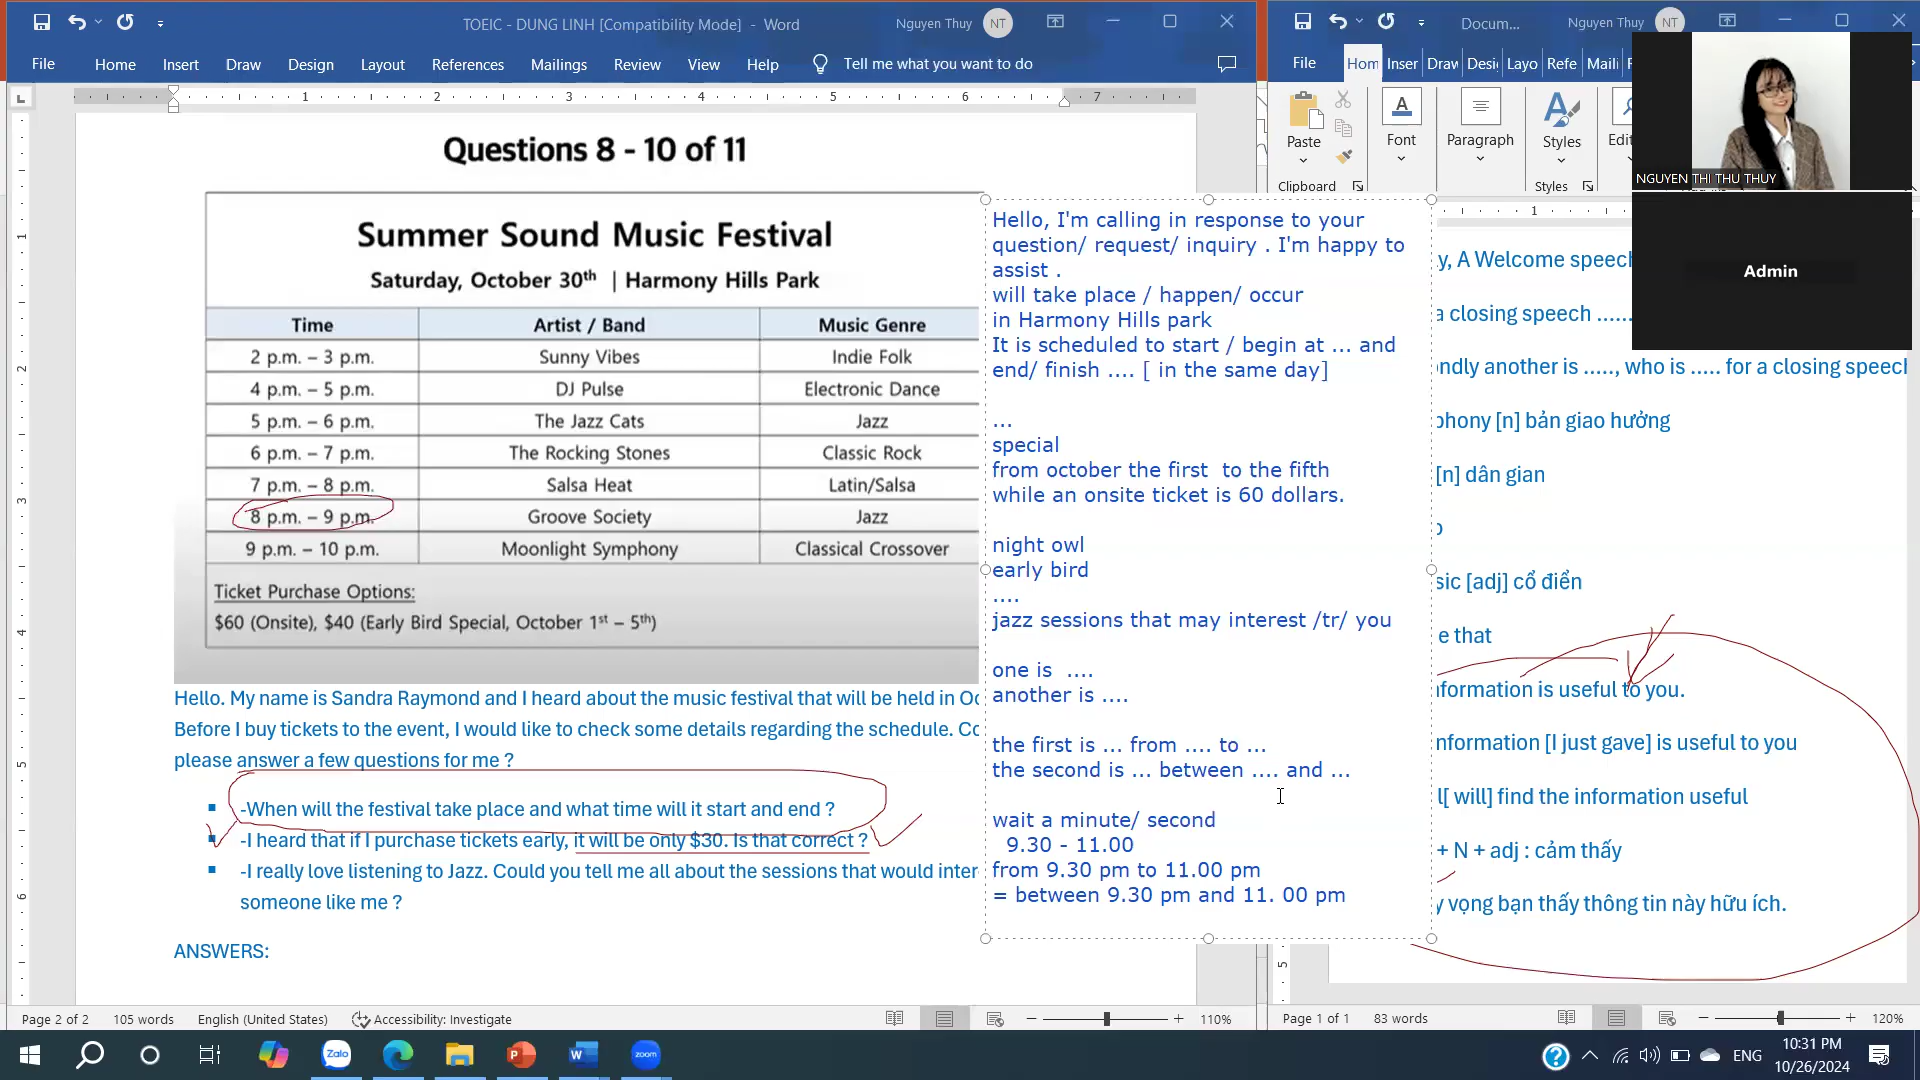 TOEIC - DUNG LINH [Compatibility Mode] - Word
Nguyen Thuy
NT
File Home Insert Draw Design Layout References Mailings Review View Help Tell me what you want to do
1 2 3 4 5 6 7
Questions 8 - 10 of 11
Summer Sound Music Festival
Saturday, October 30th | Harmony Hills Park
Time Artist / Band Music Genre
2 p.m. – 3 p.m. Sunny Vibes Indie Folk
4 p.m. – 5 p.m. DJ Pulse Electronic Dance
5 p.m. – 6 p.m. The Jazz Cats Jazz
6 p.m. – 7 p.m. The Rocking Stones Classic Rock
7 p.m. – 8 p.m. Salsa Heat Latin/Salsa
8 p.m. – 9 p.m. Groove Society Jazz
9 p.m. – 10 p.m. Moonlight Symphony Classical Crossover
Ticket Purchase Options:
$60 (Onsite), $40 (Early Bird Special, October 1st – 5th)
Hello. My name is Sandra Raymond and I heard about the music festival that will be held in
Before I buy tickets to the event, I would like to check some details regarding the schedule.
please answer a few questions for me ?
-When will the festival take place and what time will it start and end ?
-I heard that if I purchase tickets early, it will be only $30. Is that correct ?
-I really love listening to Jazz. Could you tell me all about the sessions that would
someone like me ?
ANSWERS:
Page 2 of 2 105 words English (United States) Accessibility: Investigate 110%
Hello, I'm calling in response to your
question/ request/ inquiry . I'm happy to
assist .
will take place / happen/ occur
in Harmony Hills park
It is scheduled to start / begin at ... and
end/ finish .... [ in the same day]
...
special
from october the first to the fifth
while an onsite ticket is 60 dollars.
night owl
early bird
....
jazz sessions that may interest /tr/ you
one is ....
another is ....
the first is ... from .... to ...
the second is ... between .... and ...
wait a minute/ second
9.30 - 11.00
from 9.30 pm to 11.00 pm
= between 9.30 pm and 11. 00 pm
Docum...
Nguyen Thuy
NT
File Hom Inser Draw Desi Layo Refe Maili
Paste Font Paragraph Styles
Clipboard Styles
NGUYEN THI THU THUY
Admin
1
A Welcome speech
a closing speech ......
another is ....., who is ..... for a closing speech
[n] bản giao hưởng
[n] dân gian
[adj] cổ điển
that
is useful to you.
[I just gave] is useful to you
[ will] find the information useful
+ N + adj : cảm thấy
vọng bạn thấy thông tin này hữu ích.
5
Page 1 of 1 83 words 120%
Zalo
zoom
ENG
10:31 PM
10/26/2024